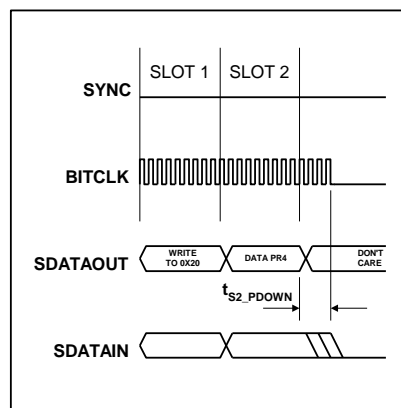 SLOT 1 SLOT 2
SYNC
BITCLK
SDATAOUT
WRITE
TO 0X20
DATA PR4
DON'T
CARE
tS2_PDOWN
SDATAIN